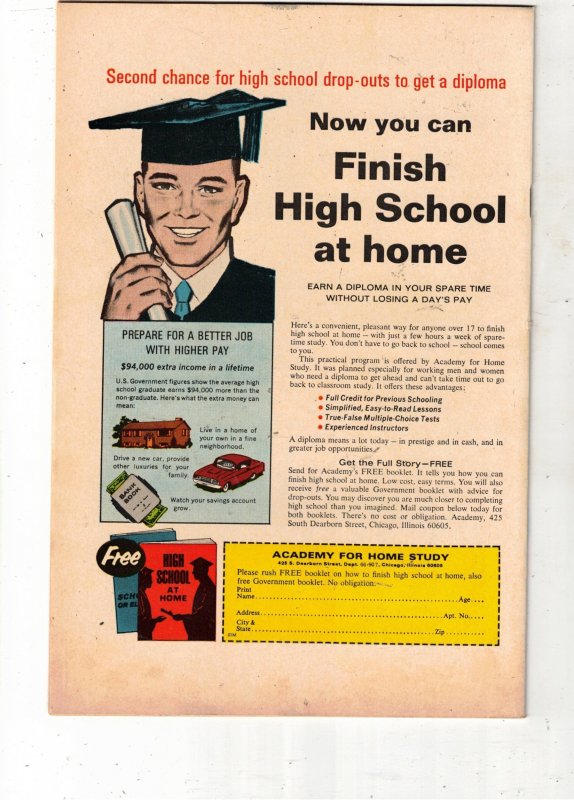 Second chance for high school drop-outs to get a diploma
Now you can
Finish
High School
at home
EARN A DIPLOMA IN YOUR SPARE TIME
WITHOUT LOSING A DAY'S PAY
PREPARE FOR A BETTER JOB
WITH HIGHER PAY
$94,000 extra income in a lifetime
U.S. Government figures show the average high
school graduate earns $94,000 more than the
non-graduate. Here's what the extra money can
mean:
Live in a home of
your own in a fine
neighborhood.
Drive a new car, provide
other luxuries for your
family.
BANK
BOOK
Watch your savings account
grow.
Here's a convenient, pleasant way for anyone over 17 to finish
high school at home – with just a few hours a week of spare-
time study. You don't have to go back to school – school comes
to you.
This practical program is offered by Academy for Home
Study. It was planned especially for working men and women
who need a diploma to get ahead and can't take time out to go
back to classroom study. It offers these advantages:
• Full Credit for Previous Schooling
• Simplified, Easy-to-Read Lessons
• True-False Multiple-Choice Tests
• Experienced Instructors
A diploma means a lot today – in prestige and in cash, and in
greater job opportunities.
Get the Full Story—FREE
Send for Academy's FREE booklet. It tells you how you can
finish high school at home. Low cost, easy terms. You will also
receive free a valuable Government booklet with advice for
drop-outs. You may discover you are much closer to completing
high school than you imagined. Mail coupon below today for
both booklets. There's no cost or obligation. Academy, 425
South Dearborn Street, Chicago, Illinois 60605.
Free
SCH
OR EL
HIGH
SCHOOL
AT
HOME
ACADEMY FOR HOME STUDY
425 S. Dearborn Street, Dept. 66-907, Chicago, Illinois 60605
Please rush FREE booklet on how to finish high school at home, also
free Government booklet. No obligation:
Print
Name Age
Address Apt. No.
City &
State Zip